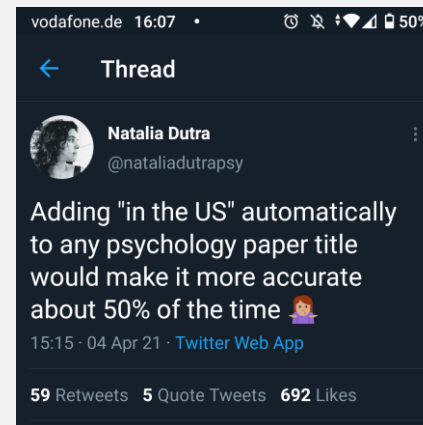 vodafone.de 16:07 • 50%
Thread
Natalia Dutra
@nataliadutrapsy
Adding "in the US" automatically
to any psychology paper title
would make it more accurate
about 50% of the time 🤷🏽‍♀️
15:15 · 04 Apr 21 · Twitter Web App
59 Retweets 5 Quote Tweets 692 Likes